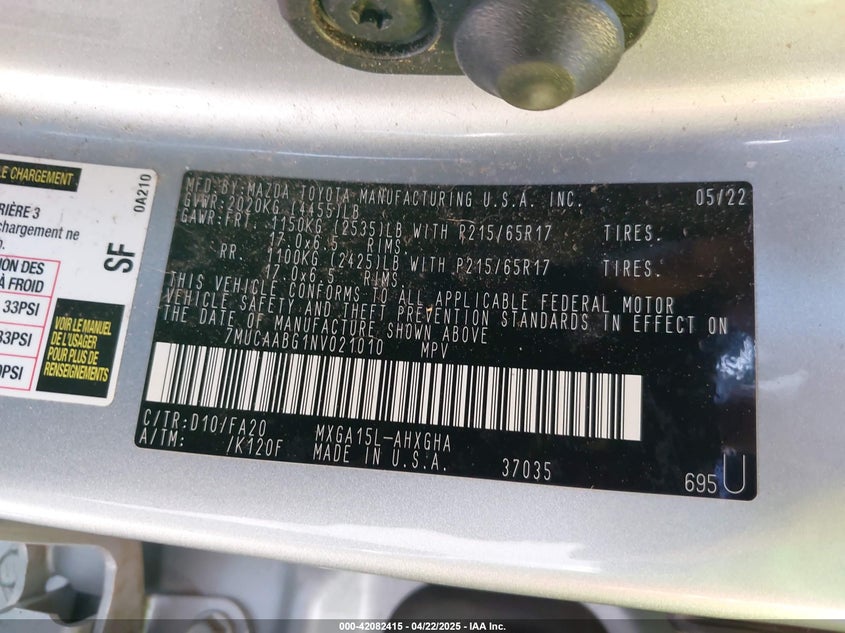 LE CHARGEMENT
0A210
RIÈRE 3
chargement ne
SF
ION DES
À FROID
33PSI
33PSI
PSI
VOIR LE MANUEL
DE L'USAGER
POUR PLUS DE
RENSEIGNEMENTS
MFD.BY:MAZDA TOYOTA MANUFACTURING U.S.A. INC. 05/22
GVWR:2020KG (4455)LB
GAWR:FRT. 1150KG (2535)LB WITH P215/65R17 TIRES.
17.0x6.5 RIMS.
RR. 1100KG (2425)LB WITH P215/65R17 TIRES.
17.0x6.5 RIMS.
THIS VEHICLE CONFORMS TO ALL APPLICABLE FEDERAL MOTOR
VEHICLE SAFETY AND THEFT PREVENTION STANDARDS IN EFFECT ON
THE DATE OF MANUFACTURE SHOWN ABOVE
7MUCAABG1NV021010 MPV
C/TR:D10/FA20 MXGA15L-AHXGHA
A/TM: /K120F MADE IN U.S.A. 37035
695 U
000-42082415 - 04/22/2025 - IAA Inc.